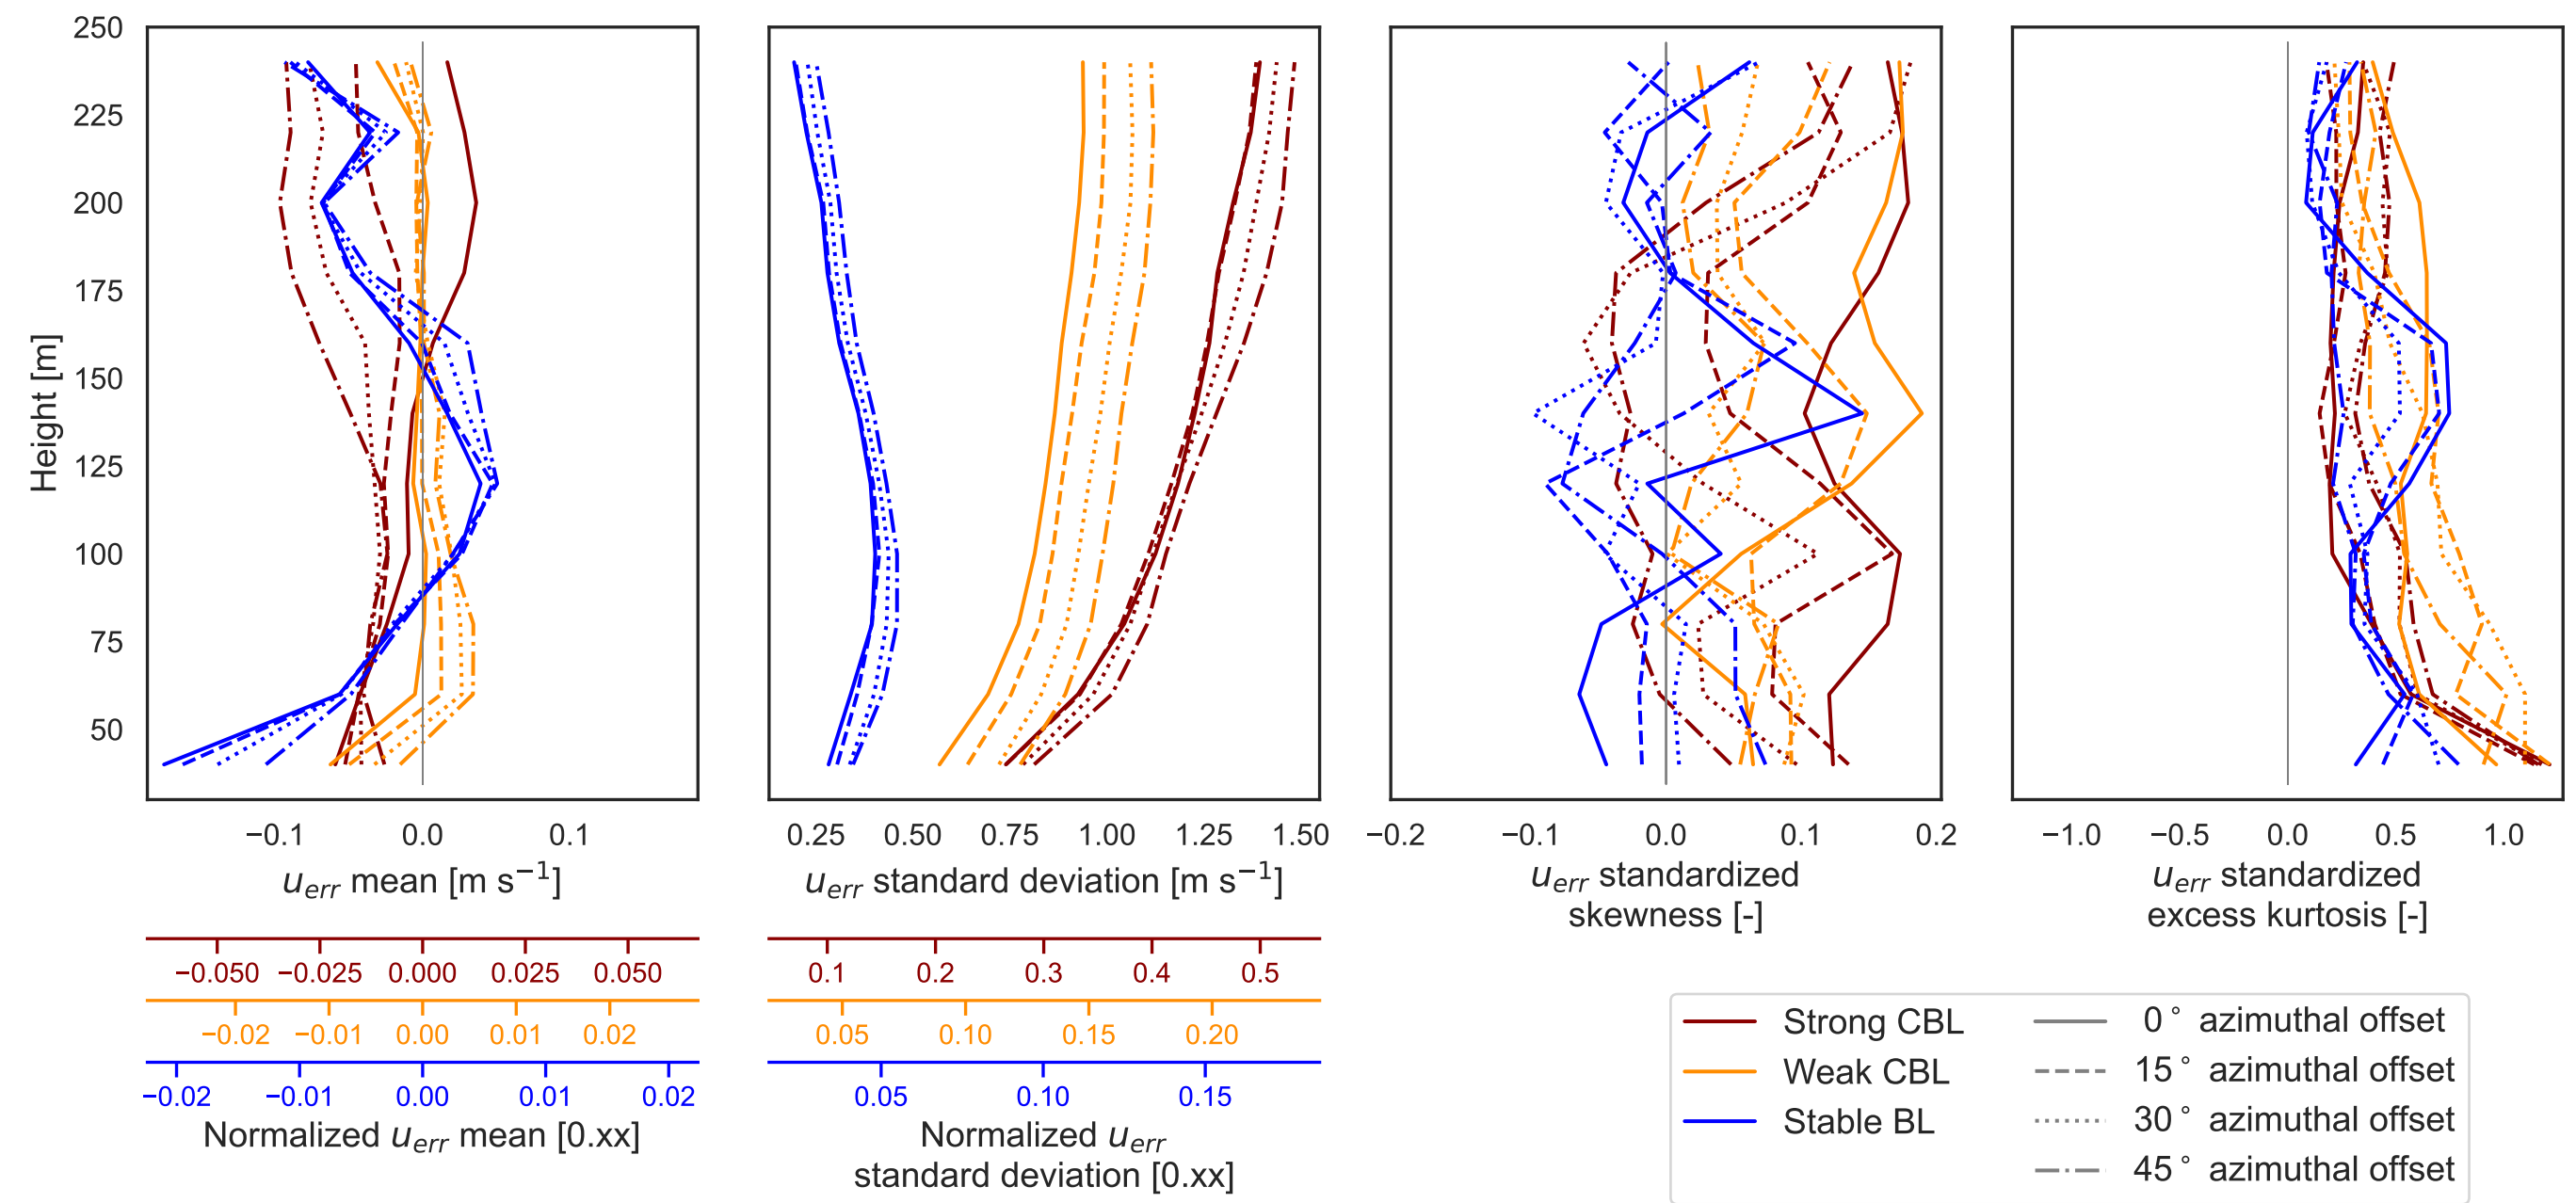 250
225
200
175
150
125
100
75
50
Height [m]
−0.1 0.0 0.1
u_err mean [m s⁻¹]
0.25 0.50 0.75 1.00 1.25 1.50
u_err standard deviation [m s⁻¹]
−0.2 −0.1 0.0 0.1 0.2
u_err standardized
skewness [-]
−1.0 −0.5 0.0 0.5 1.0
u_err standardized
excess kurtosis [-]
−0.050 −0.025 0.000 0.025 0.050
−0.02 −0.01 0.00 0.01 0.02
−0.02 −0.01 0.00 0.01 0.02
Normalized u_err mean [0.xx]
0.1 0.2 0.3 0.4 0.5
0.05 0.10 0.15 0.20
0.05 0.10 0.15
Normalized u_err
standard deviation [0.xx]
Strong CBL
Weak CBL
Stable BL
0° azimuthal offset
15° azimuthal offset
30° azimuthal offset
45° azimuthal offset